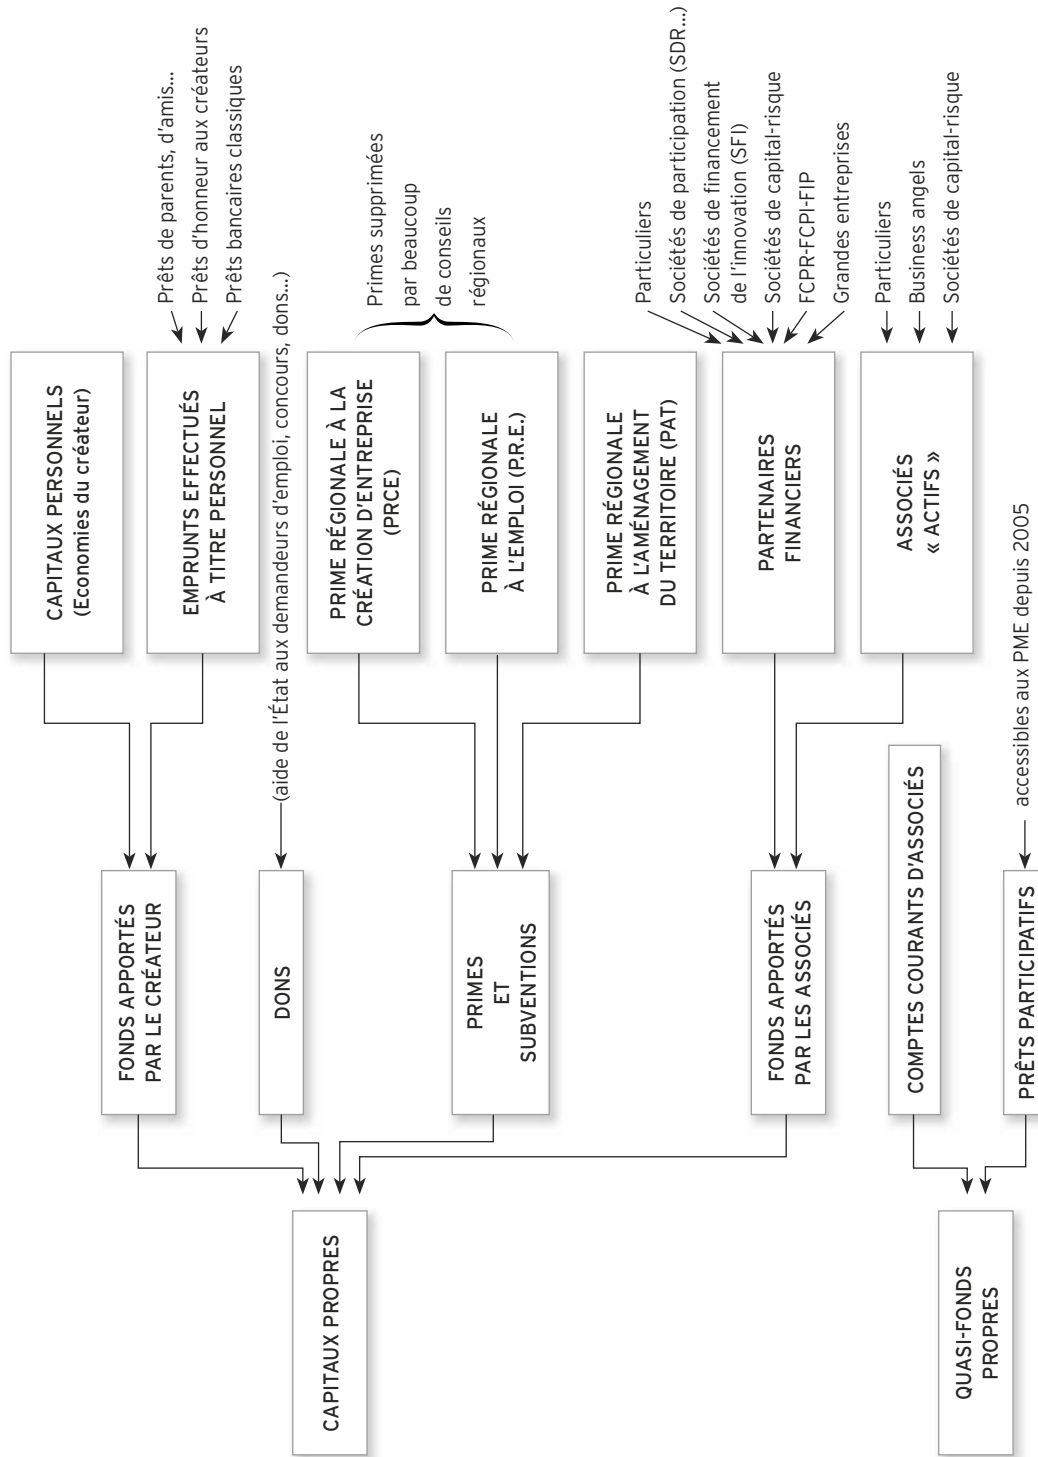 CAPITAUX PROPRES
FONDS APPORTÉS
PAR LE CRÉATEUR
CAPITAUX PERSONNELS
(Economies du créateur)
EMPRUNTS EFFECTUÉS
À TITRE PERSONNEL
Prêts de parents, d'amis...
Prêts d'honneur aux créateurs
Prêts bancaires classiques
DONS
(aide de l'État aux demandeurs d'emploi, concours, dons...)
PRIMES
ET
SUBVENTIONS
PRIME RÉGIONALE À LA
CRÉATION D'ENTREPRISE
(PRCE)
PRIME RÉGIONALE
À L'EMPLOI (P.R.E.)
Primes supprimées
par beaucoup
de conseils
régionaux
PRIME RÉGIONALE
À L'AMÉNAGEMENT
DU TERRITOIRE (PAT)
FONDS APPORTÉS
PAR LES ASSOCIÉS
PARTENAIRES
FINANCIERS
Particuliers
Sociétés de participation (SDR...)
Sociétés de financement
de l'innovation (SFI)
Sociétés de capital-risque
FCPR-FCPI-FIP
Grandes entreprises
ASSOCIÉS
« ACTIFS »
Particuliers
Business angels
Sociétés de capital-risque
QUASI-FONDS
PROPRES
COMPTES COURANTS D'ASSOCIÉS
PRÊTS PARTICIPATIFS
accessibles aux PME depuis 2005